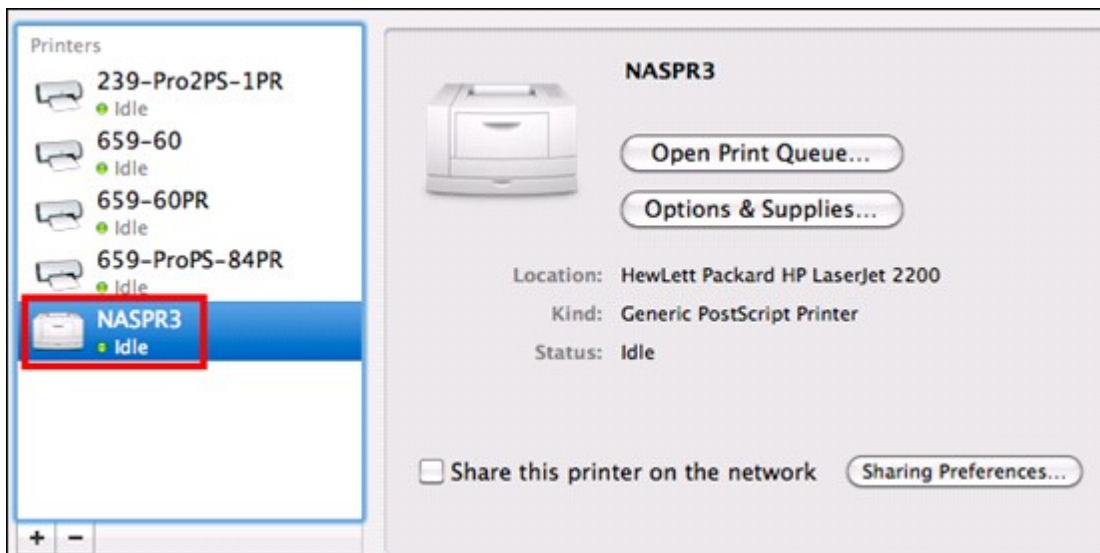 Printers
239-Pro2PS-1PR
Idle
659-60
Idle
659-60PR
Idle
659-ProPS-84PR
Idle
NASPR3
Idle
+ −
NASPR3
Open Print Queue...
Options & Supplies...
Location: HewLett Packard HP LaserJet 2200
Kind: Generic PostScript Printer
Status: Idle
Share this printer on the network Sharing Preferences...